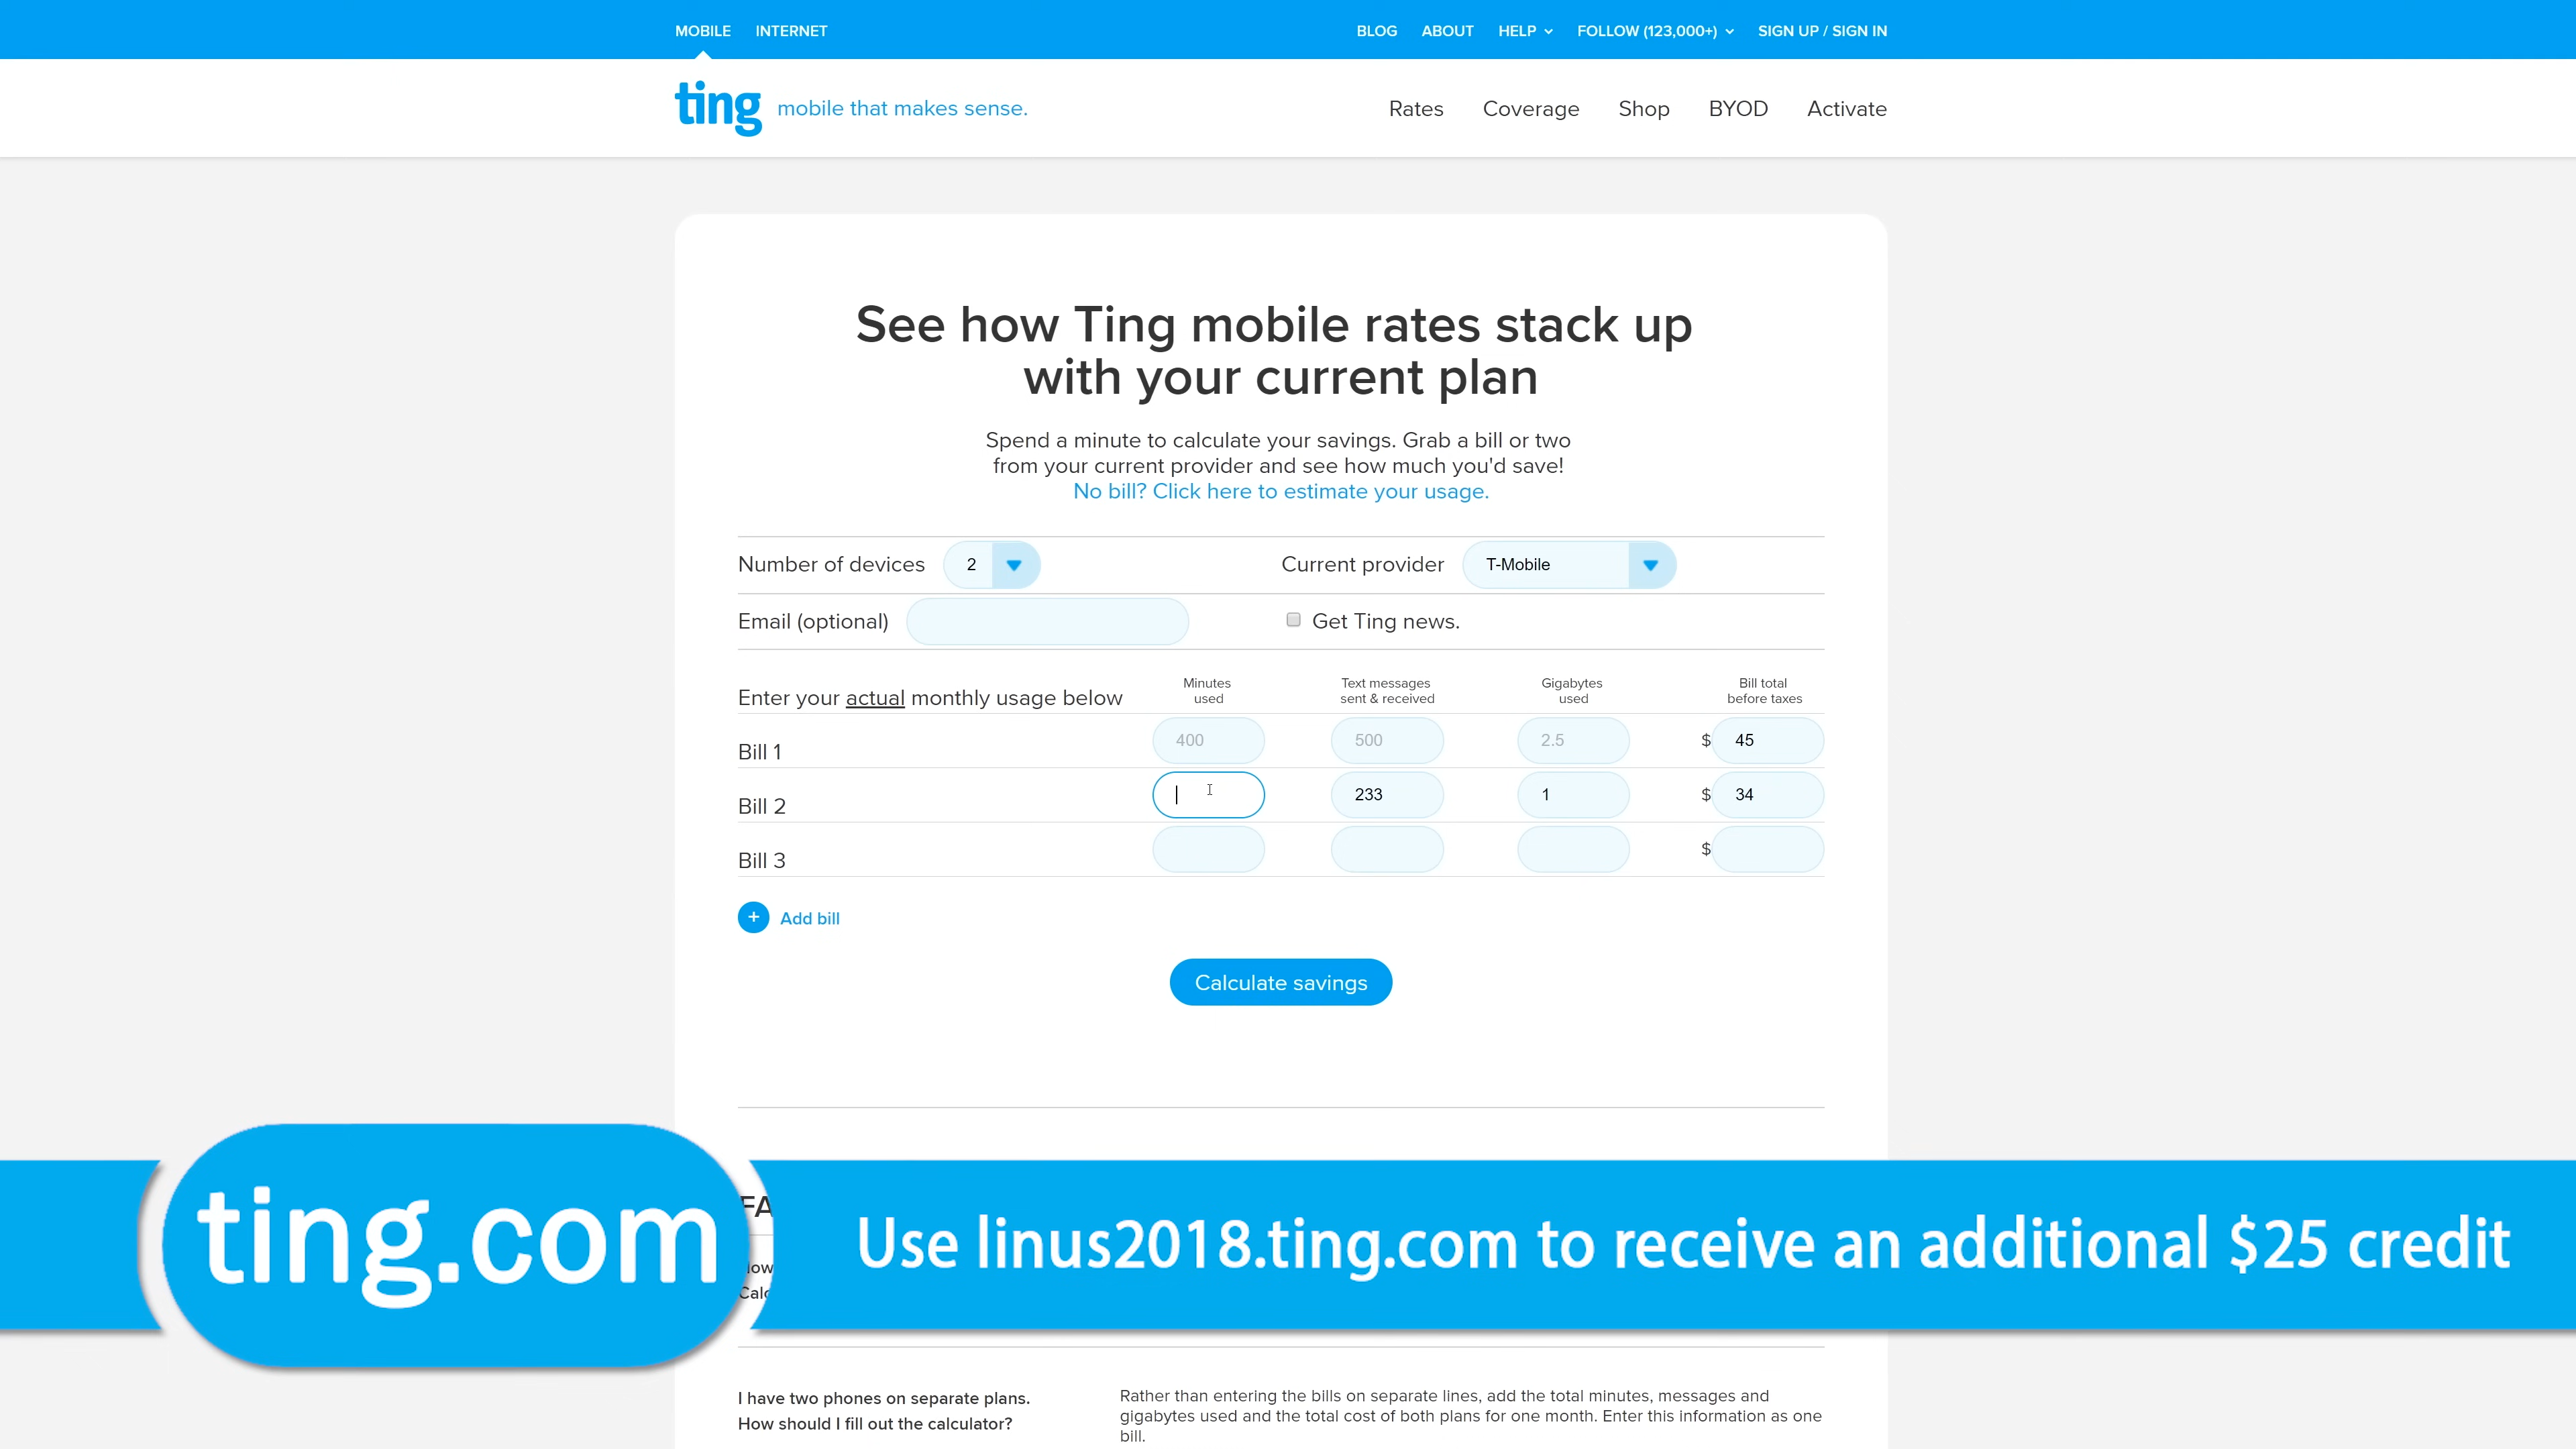 MOBILE INTERNET BLOG ABOUT HELP FOLLOW (123,000+) SIGN UP / SIGN IN
ting mobile that makes sense. Rates Coverage Shop BYOD Activate
See how Ting mobile rates stack up
with your current plan
Spend a minute to calculate your savings. Grab a bill or two
from your current provider and see how much you'd save!
No bill? Click here to estimate your usage.
Number of devices 2 Current provider T-Mobile
Email (optional) Get Ting news.
Enter your actual monthly usage below
Minutes
used
Text messages
sent & received
Gigabytes
used
Bill total
before taxes
Bill 1 400 500 2.5 $ 45
Bill 2 233 1 $ 34
Bill 3 $
+ Add bill
Calculate savings
ting.com Use linus2018.ting.com to receive an additional $25 credit
I have two phones on separate plans.
How should I fill out the calculator?
Rather than entering the bills on separate lines, add the total minutes, messages and
gigabytes used and the total cost of both plans for one month. Enter this information as one
bill.